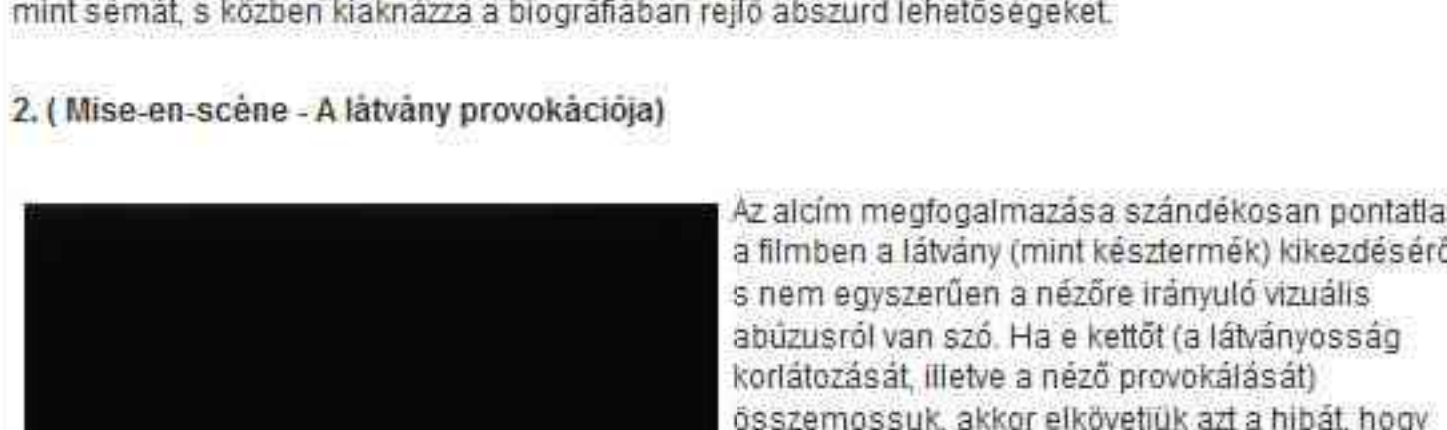 mint sémát, s közben kiaknázza a biográfiában rejlő abszurd lehetőségeket.
2. ( Mise-en-scène - A látvány provokációja)
Az alcím megfogalmazása szándékosan pontatla
a filmben a látvány (mint késztermék) kikezdésérő
s nem egyszerűen a nézőre irányuló vizuális
abúzusról van szó. Ha e kettőt (a látványosság
korlátozását, illetve a néző provokálását)
összemossuk, akkor elkövetjük azt a hibát, hogy